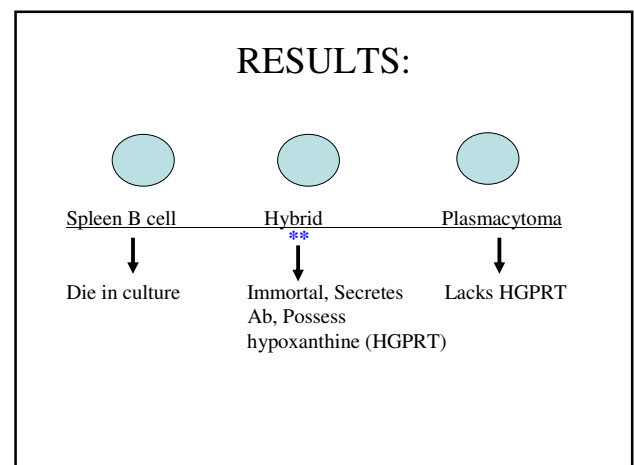 RESULTS:
Spleen B cell Hybrid Plasmacytoma
**
Die in culture Immortal, Secretes Lacks HGPRT
Ab, Possess
hypoxanthine (HGPRT)